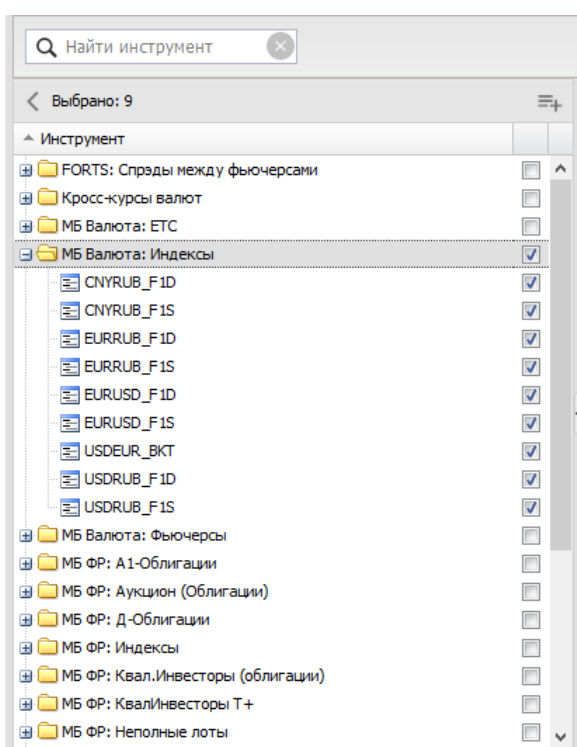 Найти инструмент
Выбрано: 9
Инструмент
FORTS: Спрэды между фьючерсами
Кросс-курсы валют
МБ Валюта: ETC
МБ Валюта: Индексы
CNYRUB_F1D
CNYRUB_F1S
EURRUB_F1D
EURRUB_F1S
EURUSD_F1D
EURUSD_F1S
USDEUR_BKT
USDRUB_F1D
USDRUB_F1S
МБ Валюта: Фьючерсы
МБ ФР: А1-Облигации
МБ ФР: Аукцион (Облигации)
МБ ФР: Д-Облигации
МБ ФР: Индексы
МБ ФР: Квал.Инвесторы (облигации)
МБ ФР: КвалИнвесторы Т+
МБ ФР: Неполные лоты